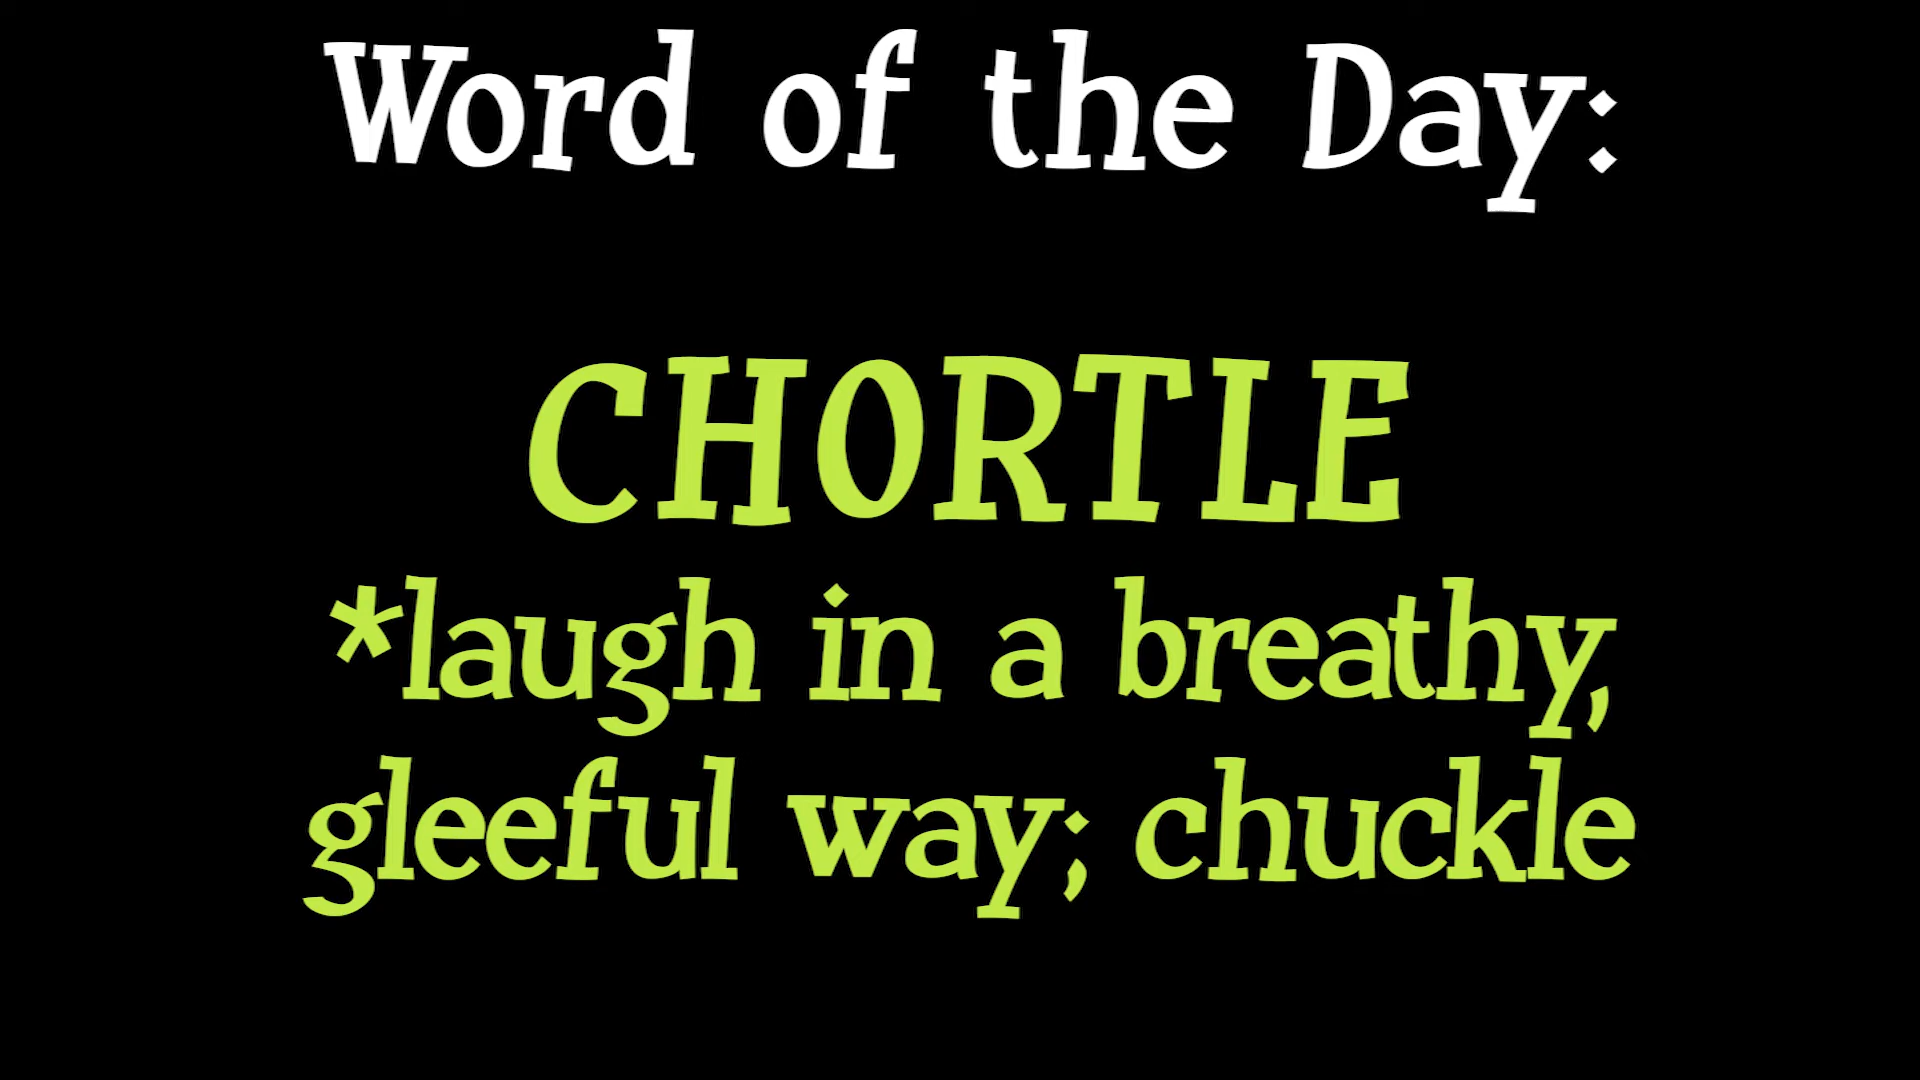 Word of the Day:
CHORTLE
*laugh in a breathy,
gleeful way; chuckle